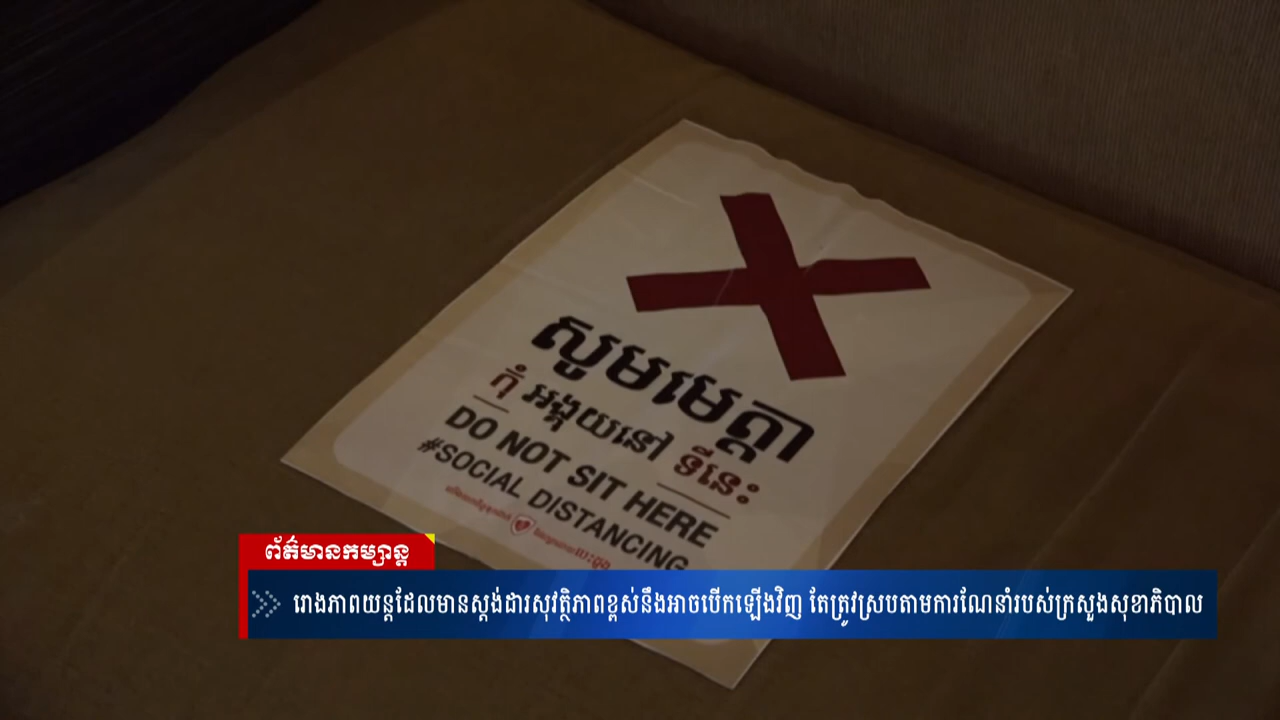 សូមមេត្តា
កុំ អង្គុយនៅ ទីនេះ
DO NOT SIT HERE
#SOCIAL DISTANCING
ព័ត៌មានកម្សាន្ត
រោងភាពយន្តដែលមានស្តង់ដារសុវត្ថិភាពខ្ពស់នឹងអាចបើកឡើងវិញ តែត្រូវស្របតាមការណែនាំរបស់ក្រសួងសុខាភិបាល